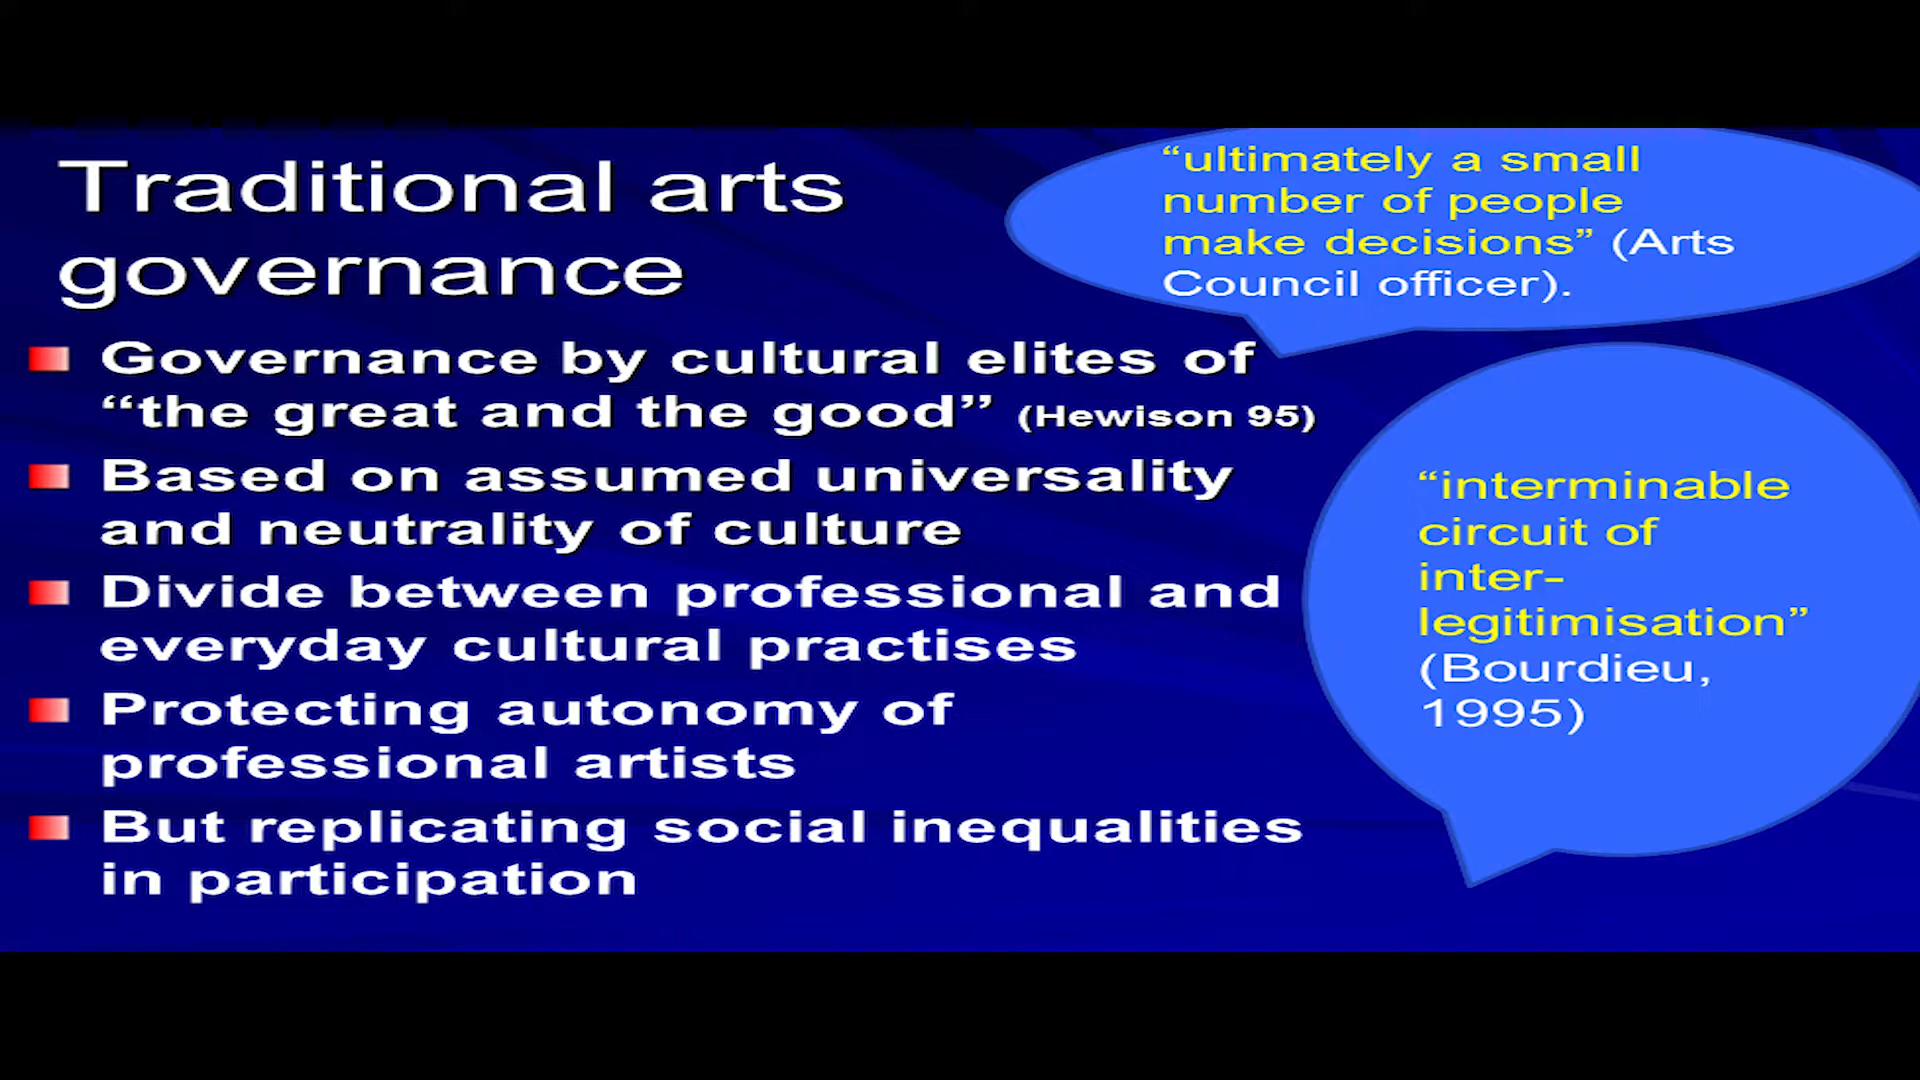 Traditional arts
governance
Governance by cultural elites of
“the great and the good” (Hewison 95)
Based on assumed universality
and neutrality of culture
Divide between professional and
everyday cultural practises
Protecting autonomy of
professional artists
But replicating social inequalities
in participation
“ultimately a small
number of people
make decisions” (Arts
Council officer).
“interminable
circuit of
inter-
legitimisation”
(Bourdieu,
1995)